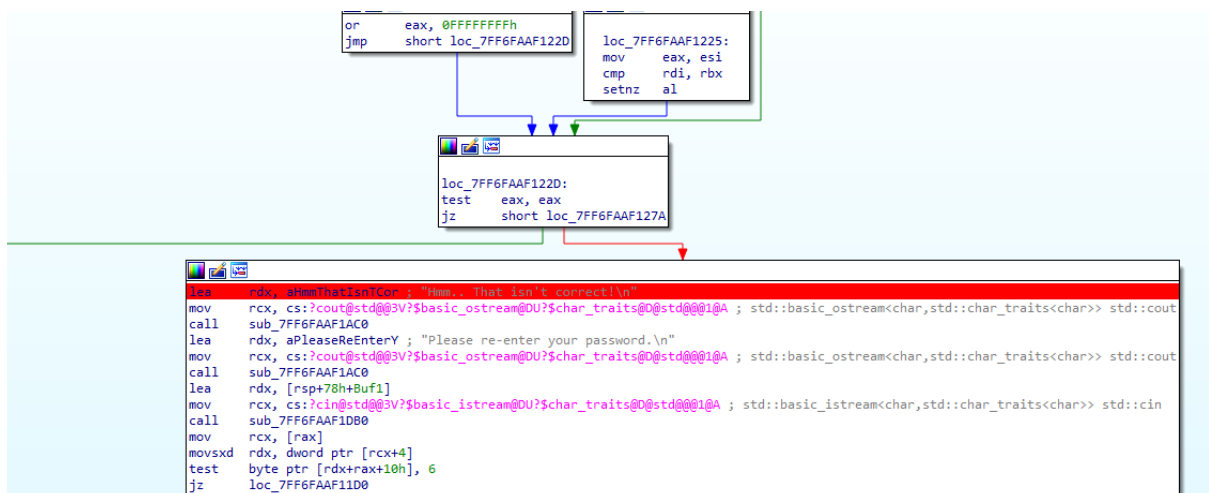 or eax, 0FFFFFFFFh
jmp short loc_7FF6FAAF122D
loc_7FF6FAAF1225:
mov eax, esi
cmp rdi, rbx
setnz al
loc_7FF6FAAF122D:
test eax, eax
jz short loc_7FF6FAAF127A
lea rdx, aHmmThatIsnTCor ; "Hmm.. That isn't correct!\n"
mov rcx, cs:?cout@std@@3V?$basic_ostream@DU?$char_traits@D@std@@@1@A ; std::basic_ostream<char,std::char_traits<char>> std::cout
call sub_7FF6FAAF1AC0
lea rdx, aPleaseReEnterY ; "Please re-enter your password.\n"
mov rcx, cs:?cout@std@@3V?$basic_ostream@DU?$char_traits@D@std@@@1@A ; std::basic_ostream<char,std::char_traits<char>> std::cout
call sub_7FF6FAAF1AC0
lea rdx, [rsp+78h+Buf1]
mov rcx, cs:?cin@std@@3V?$basic_istream@DU?$char_traits@D@std@@@1@A ; std::basic_istream<char,std::char_traits<char>> std::cin
call sub_7FF6FAAF1DB0
mov rcx, [rax]
movsxd rdx, dword ptr [rcx+4]
test byte ptr [rdx+rax+10h], 6
jz loc_7FF6FAAF11D0